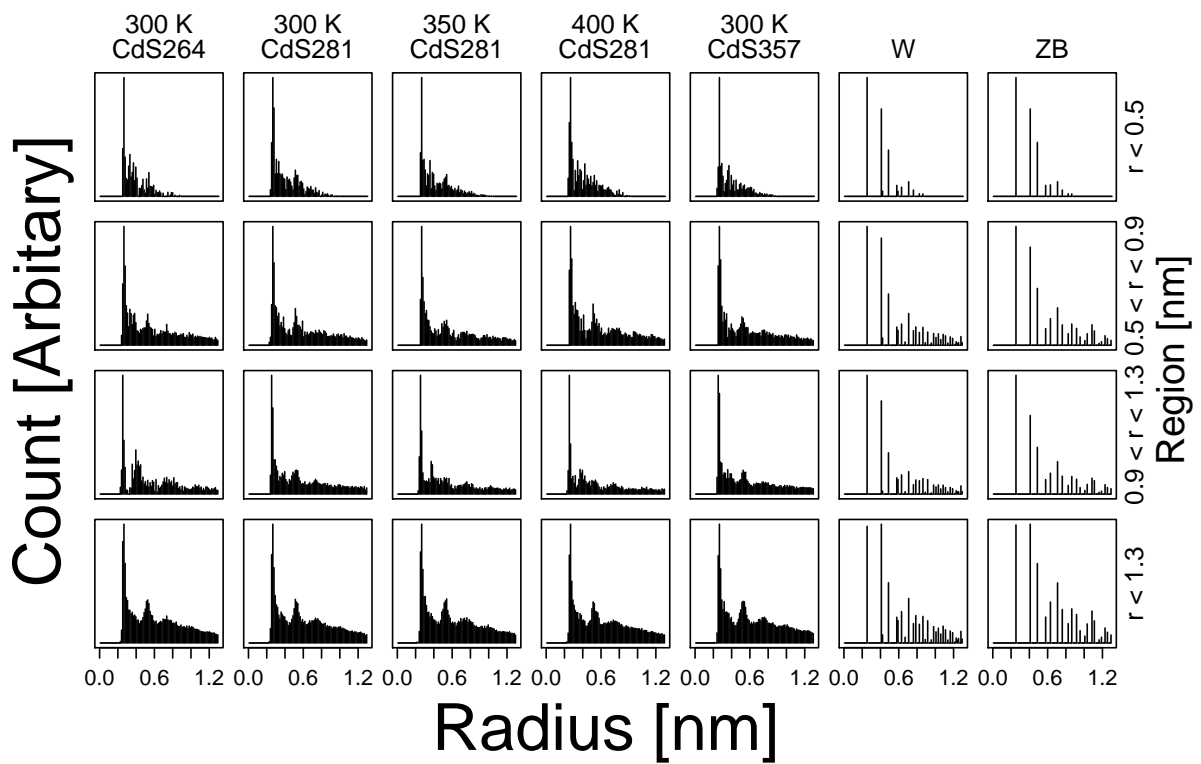 300 K
CdS264
300 K
CdS281
350 K
CdS281
400 K
CdS281
300 K
CdS357
W
ZB
Count [Arbitrary]
r < 0.5
0.5 < r < 0.9
0.9 < r < 1.3
r < 1.3
Region [nm]
0.0 0.6 1.2
0.0 0.6 1.2
0.0 0.6 1.2
0.0 0.6 1.2
0.0 0.6 1.2
0.0 0.6 1.2
0.0 0.6 1.2
Radius [nm]